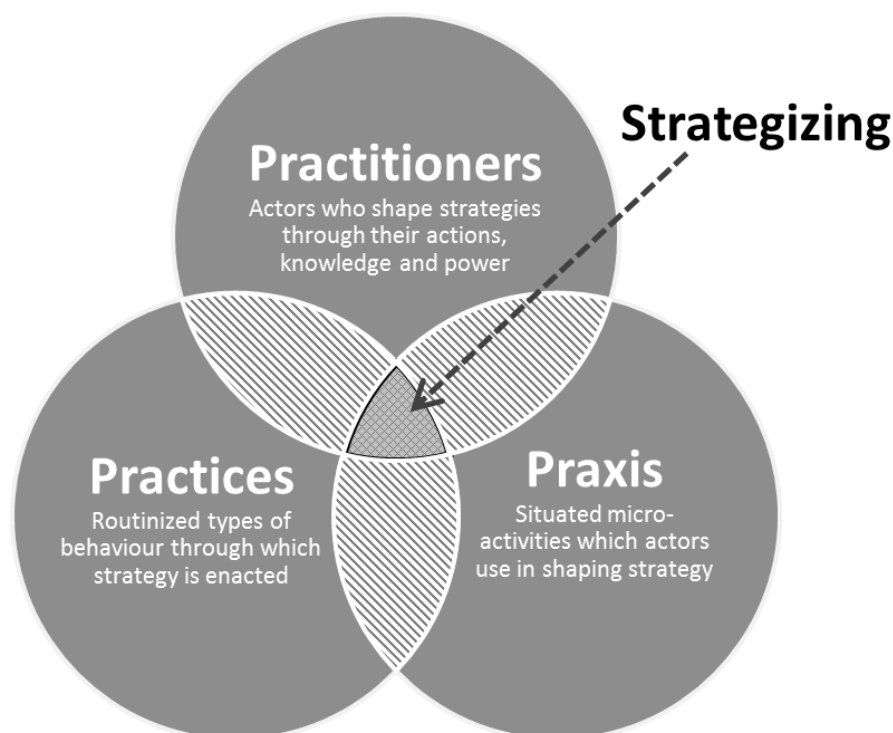 Strategizing
Practitioners
Actors who shape strategies
through their actions,
knowledge and power
Practices
Routinized types of
behaviour through which
strategy is enacted
Praxis
Situated micro-
activities which actors
use in shaping strategy